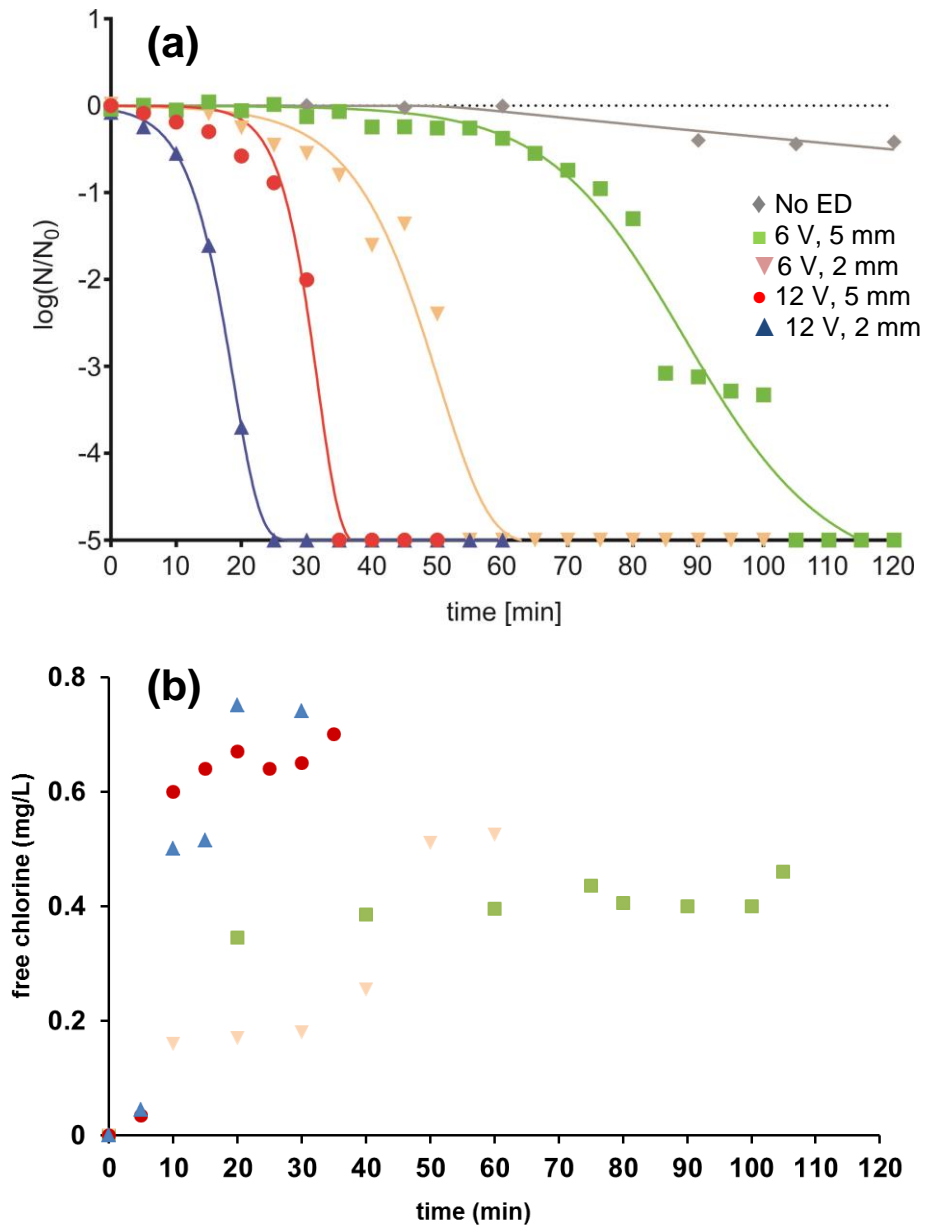 (a)
1
0
-1
-2
-3
-4
-5
log(N/N0)
No ED
6 V, 5 mm
6 V, 2 mm
12 V, 5 mm
12 V, 2 mm
0 10 20 30 40 50 60 70 80 90 100 110 120
time [min]
(b)
0.8
0.6
0.4
0.2
0
free chlorine (mg/L)
0 10 20 30 40 50 60 70 80 90 100 110 120
time (min)